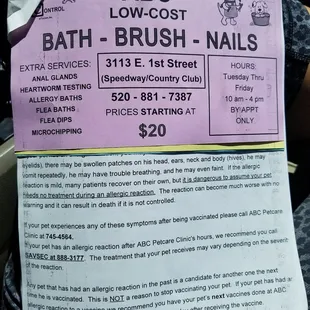 ONTROL
LOW-COST
BATH - BRUSH - NAILS
EXTRA SERVICES:
ANAL GLANDS
HEARTWORM TESTING
ALLERGY BATHS
FLEA BATHS
FLEA DIPS
MICROCHIPPING
3113 E. 1st Street
(Speedway/Country Club)
520 - 881 - 7387
PRICES STARTING AT
$20
HOURS:
Tuesday Thru
Friday
10 am - 4 pm
BY APPT
ONLY
eyelids), there may be swollen patches on his head, ears, neck and body (hives), he may
vomit repeatedly, he may have trouble breathing, and he may even faint. If the allergic
reaction is mild, many patients recover on their own, but it is dangerous to assume your pet
needs no treatment during an allergic reaction. The reaction can become much worse with no
warning and it can result in death if it is not controlled.
If your pet experiences any of these symptoms after being vaccinated please call ABC Petcare
Clinic at 745-4564.
If your pet has an allergic reaction after ABC Petcare Clinic's hours, we recommend you call
SAVSEC at 888-3177. The treatment that your pet receives may vary depending on the severity
of the reaction.
Any pet that has had an allergic reaction in the past is a candidate for another one the next
time he is vaccinated. This is NOT a reason to stop vaccinating your pet. If your pet has had an
allergic reaction to a vaccine we recommend you have your pet's next vaccines done at ABC
after receiving the vaccine.